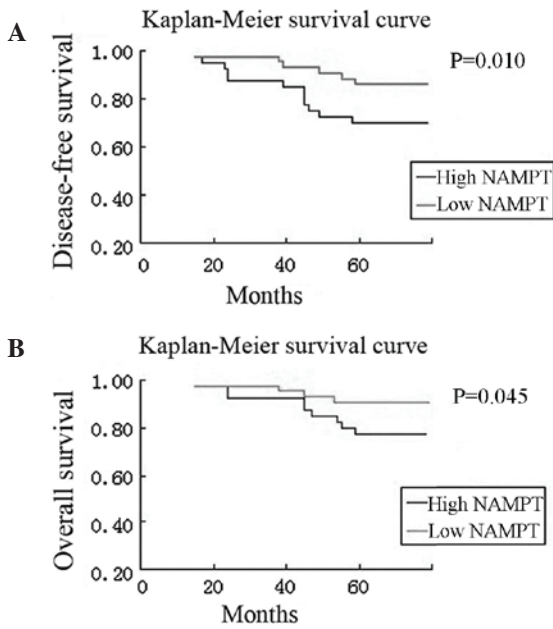 A
Kaplan-Meier survival curve
Disease-free survival
1.00
0.80
0.60
0.40
0.20
0
20
40
60
Months
P=0.010
High NAMPT
Low NAMPT
B
Kaplan-Meier survival curve
Overall survival
1.00
0.80
0.60
0.40
0.20
0
20
40
60
Months
P=0.045
High NAMPT
Low NAMPT